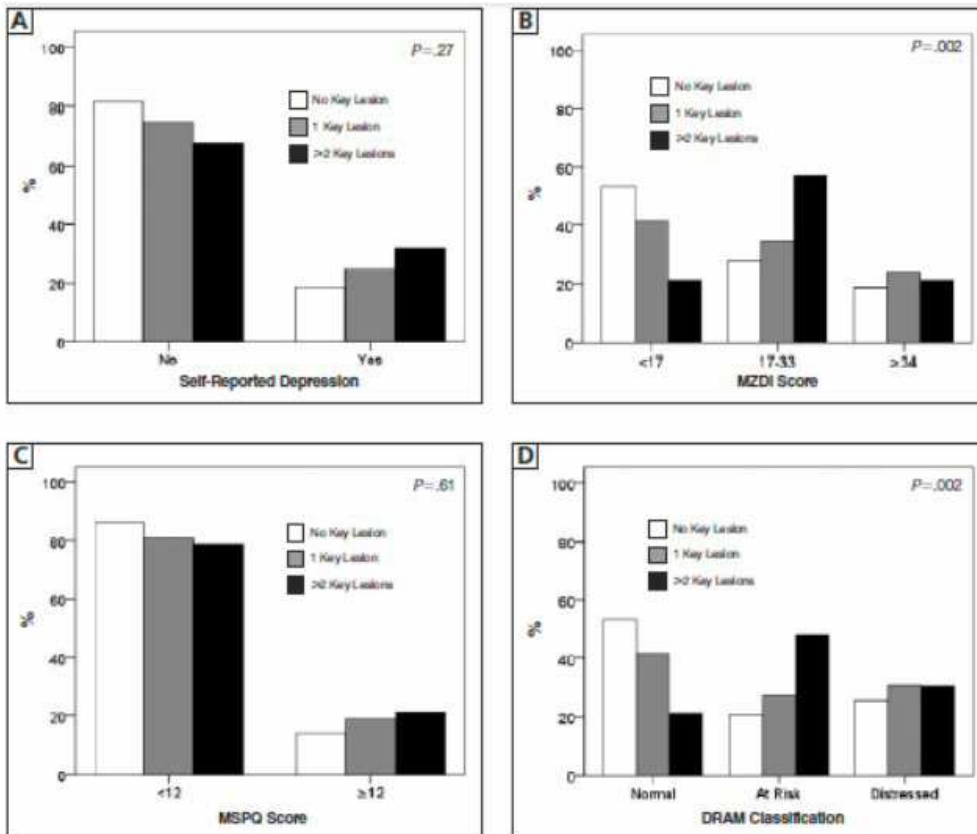 A
P=.27
100
80
60
40
20
0
%
No Key Lesion
1 Key Lesion
>2 Key Lesions
No Yes
Self-Reported Depression
B
P=.002
100
80
60
40
20
0
%
No Key Lesion
1 Key Lesion
>2 Key Lesions
<17 17-33 ≥34
MZDI Score
C
P=.61
100
80
60
40
20
0
%
No Key Lesion
1 Key Lesion
>2 Key Lesions
<12 ≥12
MSPQ Score
D
P=.002
100
80
60
40
20
0
%
No Key Lesion
1 Key Lesion
>2 Key Lesions
Normal At Risk Distressed
DRAM Classification